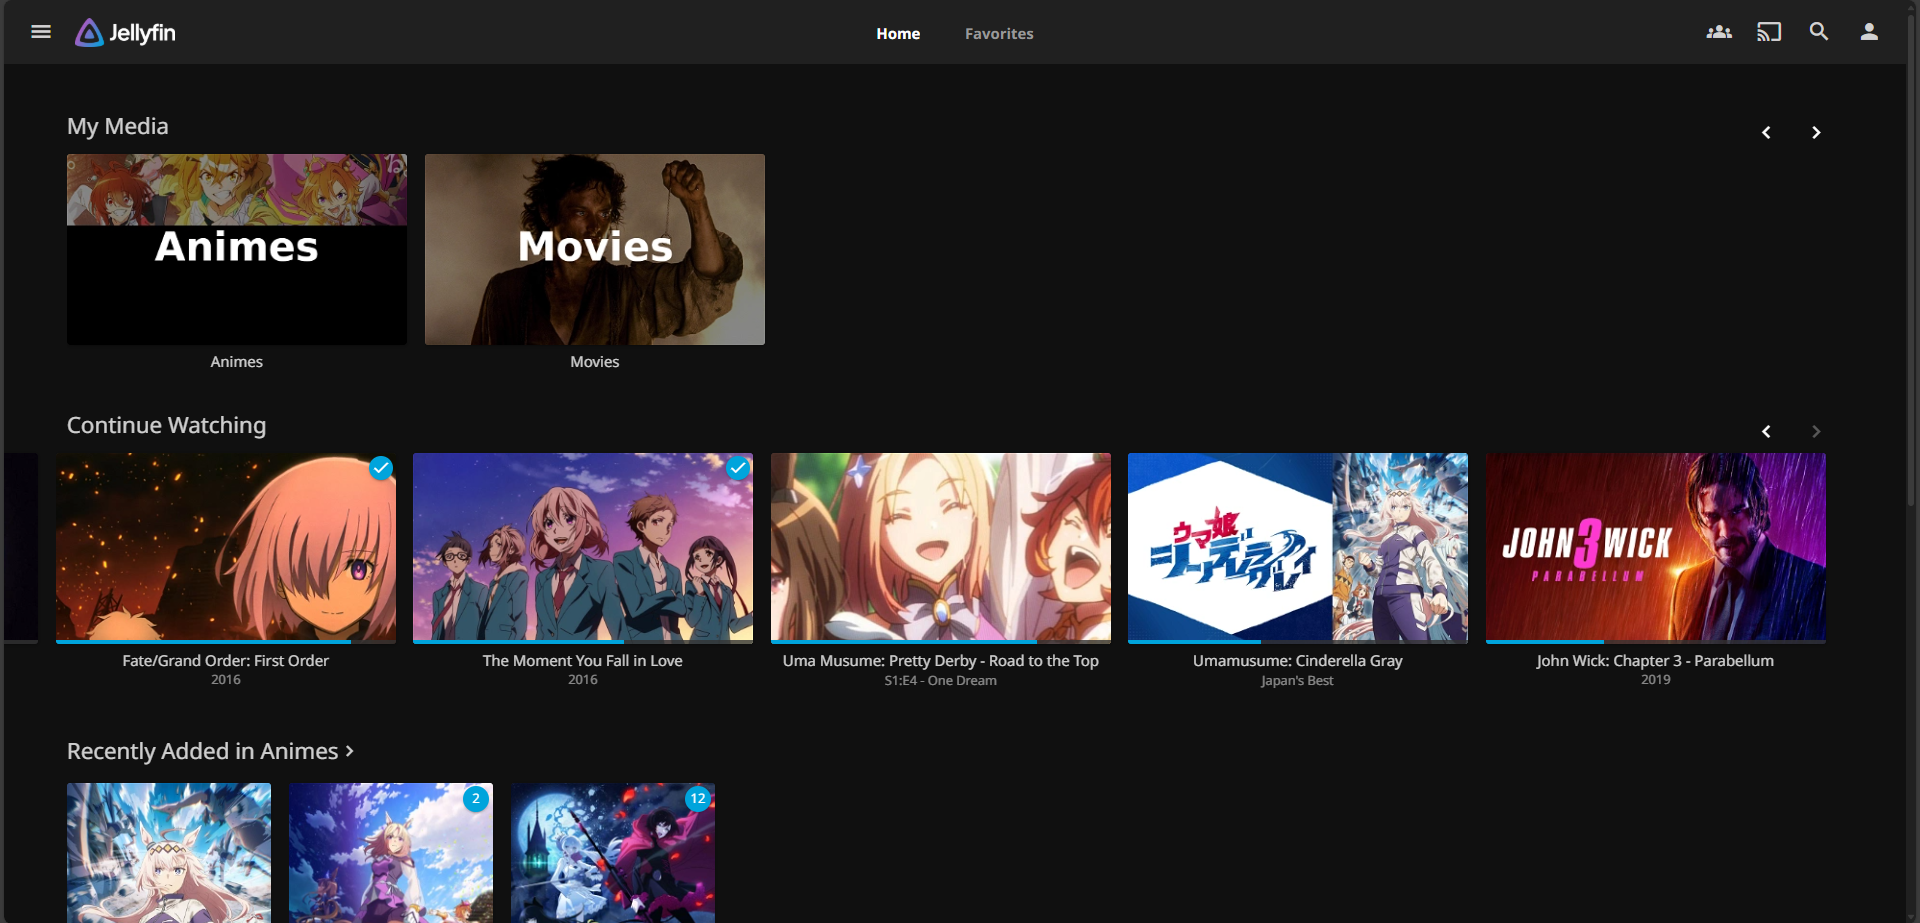 Jellyfin
Home
Favorites
My Media
Animes
Movies
Animes
Movies
Continue Watching
ウマ娘
シンデレラグレイ
JOHN 3 WICK
PARABELLUM
Fate/Grand Order: First Order
2016
The Moment You Fall in Love
2016
Uma Musume: Pretty Derby - Road to the Top
S1:E4 - One Dream
Umamusume: Cinderella Gray
Japan's Best
John Wick: Chapter 3 - Parabellum
2019
Recently Added in Animes
2
12